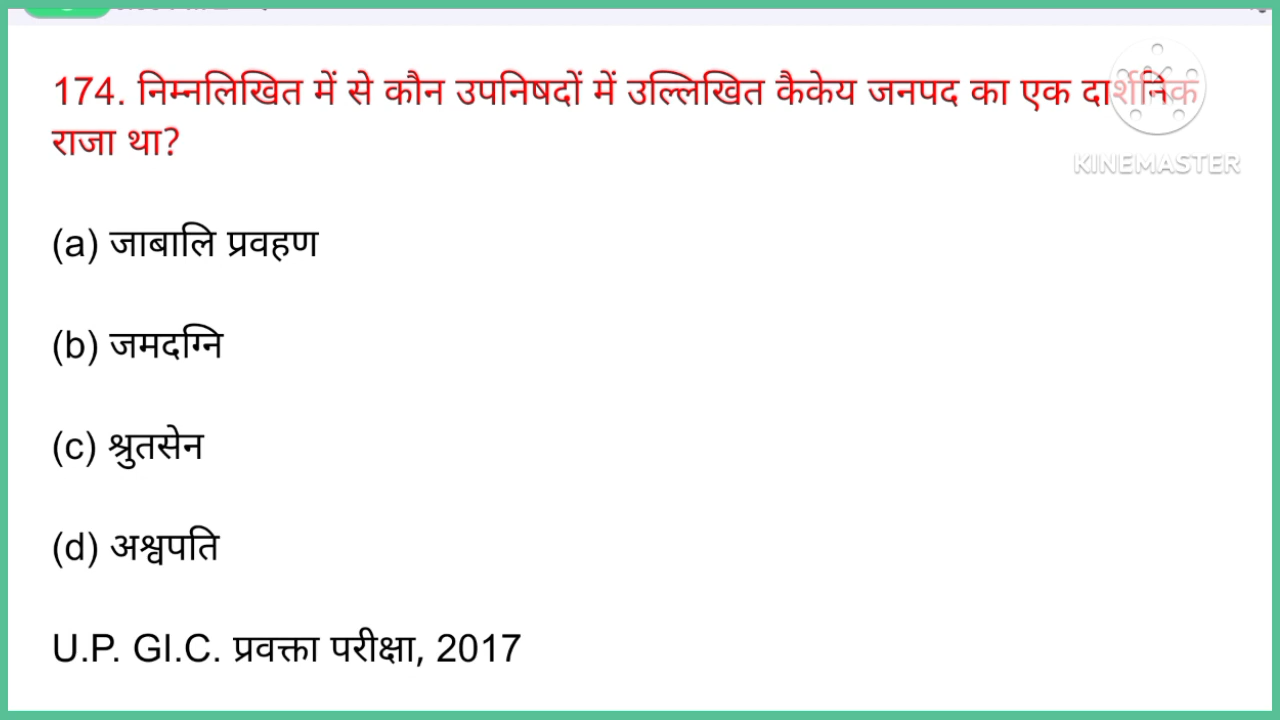 174. निम्नलिखित में से कौन उपनिषदों में उल्लिखित कैकेय जनपद का एक दार्शनिक
राजा था?
KINEMASTER
(a) जाबालि प्रवहण
(b) जमदग्नि
(c) श्रुतसेन
(d) अश्वपति
U.P. GI.C. प्रवक्ता परीक्षा, 2017